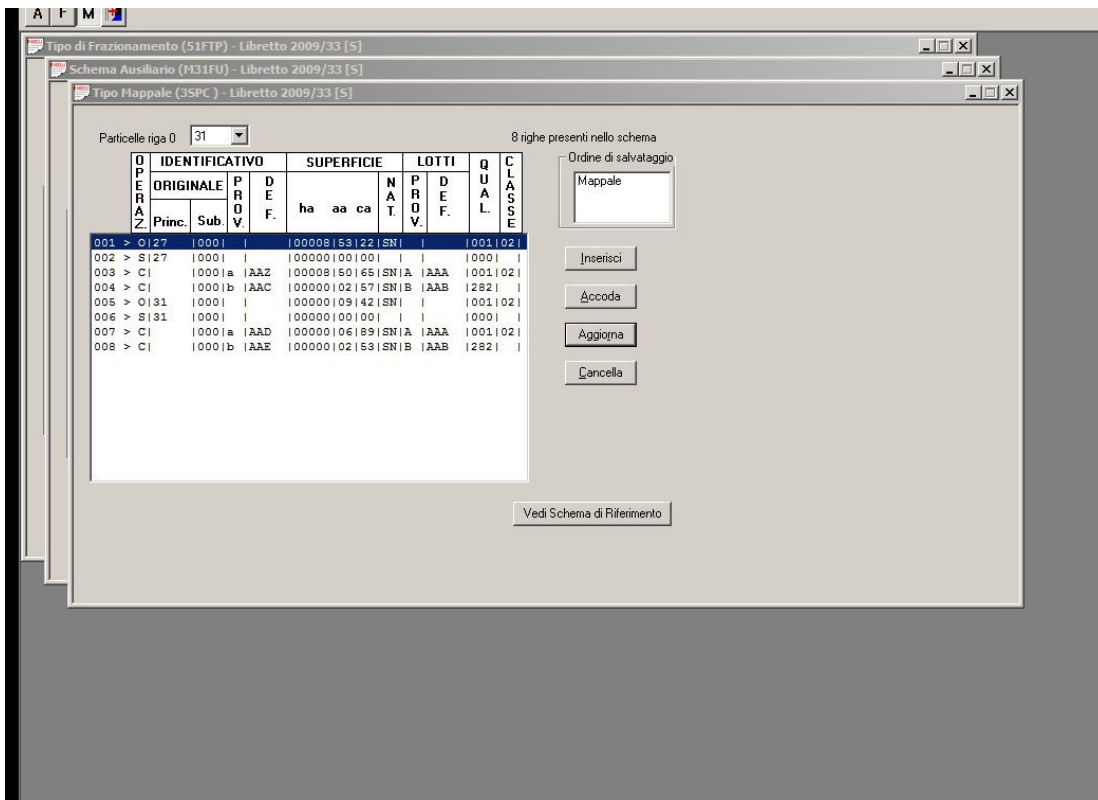 A F M
Tipo di Frazionamento (51FTP) - Libretto 2009/33 [S]
Schema Ausiliario (M31FU) - Libretto 2009/33 [S]
Tipo Mappale (3SPC ) - Libretto 2009/33 [S]
Particelle riga 0 31
8 righe presenti nello schema
OPERAZ. IDENTIFICATIVO SUPERFICIE LOTTI QUAL. CLASSE
ORIGINALE PROV. DEF. ha aa ca NAT. PROV. DEF.
Princ. Sub.
001 > O|27 |000| | |00008|53|22|SN| | |001|02|
002 > S|27 |000| | |00000|00|00| | | |000| |
003 > C| |000|a |AAZ |00008|50|65|SN|A |AAA |001|02|
004 > C| |000|b |AAC |00000|02|57|SN|B |AAB |282| |
005 > O|31 |000| | |00000|09|42|SN| | |001|02|
006 > S|31 |000| | |00000|00|00| | | |000| |
007 > C| |000|a |AAD |00000|06|89|SN|A |AAA |001|02|
008 > C| |000|b |AAE |00000|02|53|SN|B |AAB |282| |
Ordine di salvataggio
Mappale
Inserisci
Accoda
Aggiorna
Cancella
Vedi Schema di Riferimento